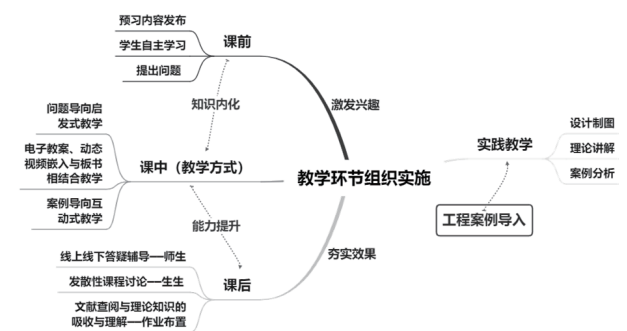 预习内容发布
学生自主学习
提出问题
课前
知识内化
激发兴趣
问题导向启
发式教学
电子教案、动态
视频嵌入与板书
相结合教学
案例导向互
动式教学
课中（教学方式）
教学环节组织实施
实践教学
设计制图
理论讲解
案例分析
工程案例导入
能力提升
夯实效果
线上线下答疑辅导──师生
发散性课程讨论──生生
文献查阅与理论知识的
吸收与理解──作业布置
课后